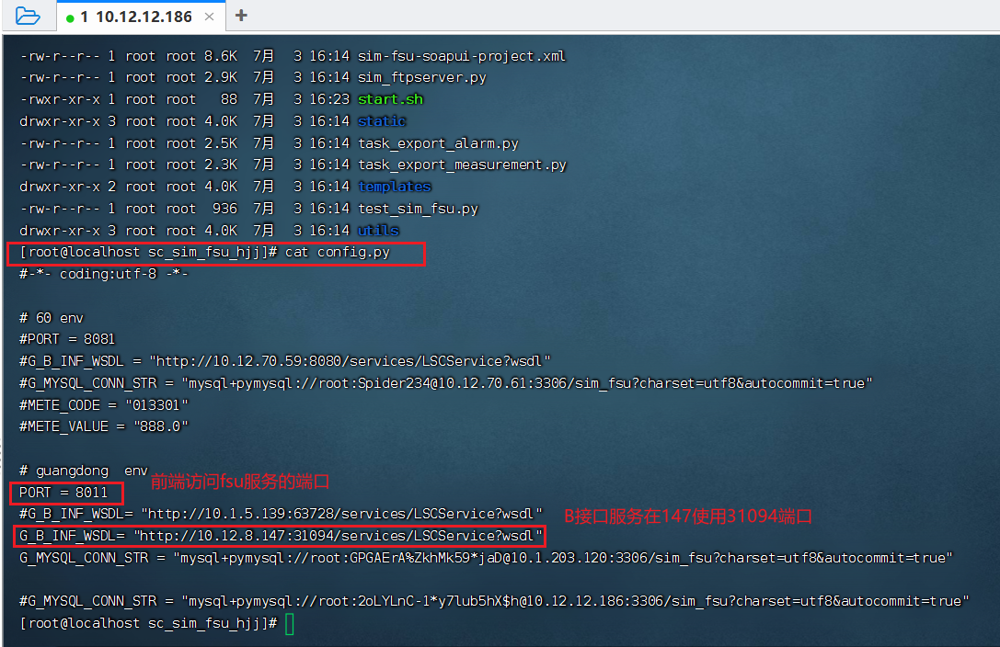 1 10.12.12.186 × +
-rw-r--r-- 1 root root 8.6K 7月 3 16:14 sim-fsu-soapui-project.xml
-rw-r--r-- 1 root root 2.9K 7月 3 16:14 sim_ftpserver.py
-rwxr-xr-x 1 root root 88 7月 3 16:23 start.sh
drwxr-xr-x 3 root root 4.0K 7月 3 16:14 static
-rw-r--r-- 1 root root 2.5K 7月 3 16:14 task_export_alarm.py
-rw-r--r-- 1 root root 2.3K 7月 3 16:14 task_export_measurement.py
drwxr-xr-x 2 root root 4.0K 7月 3 16:14 templates
-rw-r--r-- 1 root root 936 7月 3 16:14 test_sim_fsu.py
drwxr-xr-x 3 root root 4.0K 7月 3 16:14 utils
[root@localhost sc_sim_fsu_hjj]# cat config.py
#-*- coding:utf-8 -*-
# 60 env
#PORT = 8081
#G_B_INF_WSDL = "http://10.12.70.59:8080/services/LSCService?wsdl"
#G_MYSQL_CONN_STR = "mysql+pymysql://root:Spider234@10.12.70.61:3306/sim_fsu?charset=utf8&autocommit=true"
#METE_CODE = "013301"
#METE_VALUE = "888.0"
# guangdong env
前端访问fsu服务的端口
PORT = 8011
#G_B_INF_WSDL= "http://10.1.5.139:63728/services/LSCService?wsdl"
B接口服务在147使用31094端口
G_B_INF_WSDL= "http://10.12.8.147:31094/services/LSCService?wsdl"
G_MYSQL_CONN_STR = "mysql+pymysql://root:GPGAErA%ZkhMk59*jaD@10.1.203.120:3306/sim_fsu?charset=utf8&autocommit=true"
#G_MYSQL_CONN_STR = "mysql+pymysql://root:2oLYLnC-1*y7lub5hX$h@10.12.12.186:3306/sim_fsu?charset=utf8&autocommit=true"
[root@localhost sc_sim_fsu_hjj]#